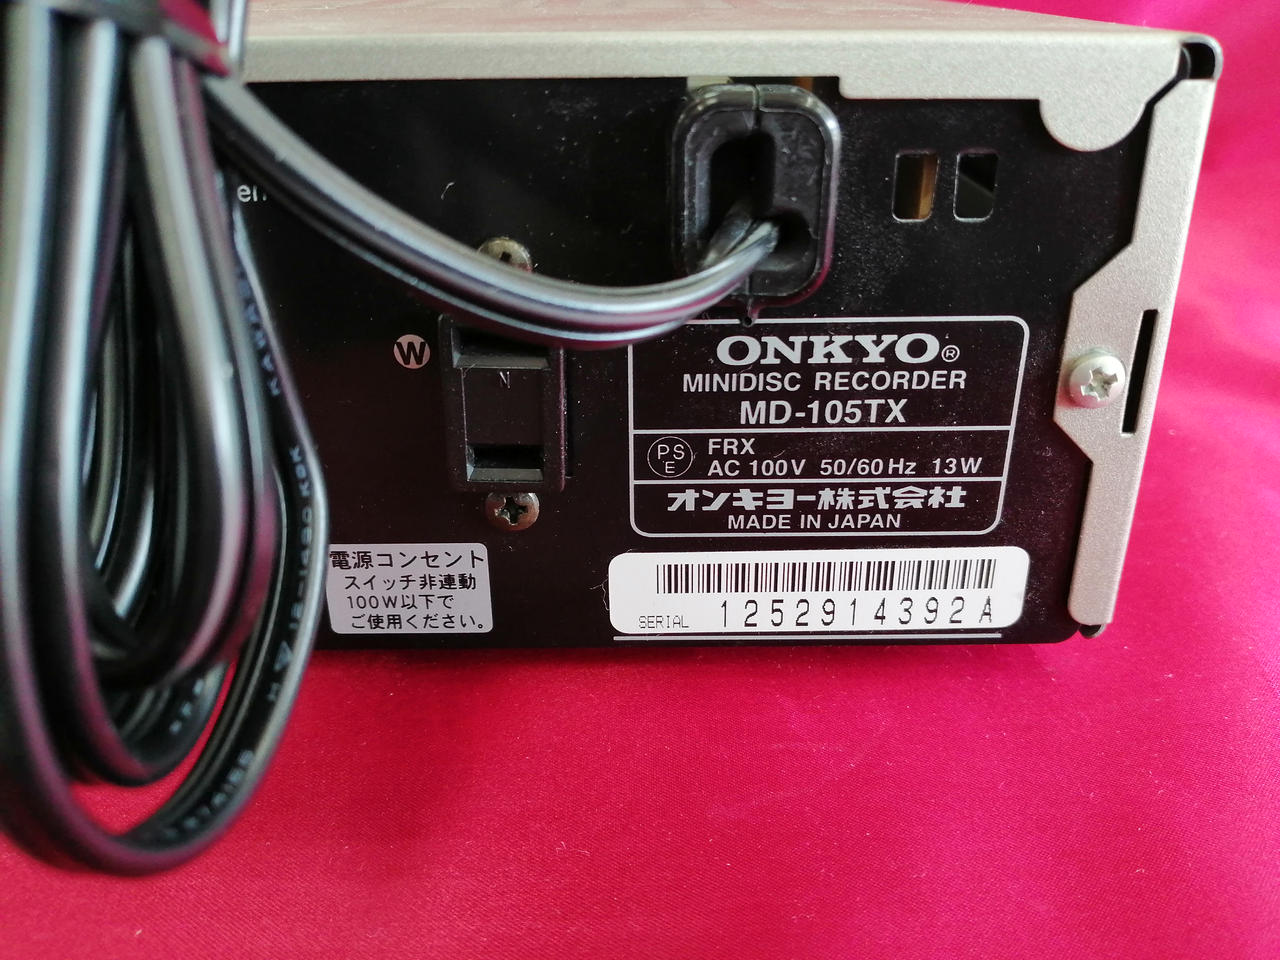 W
N
ONKYO®
MINIDISC RECORDER
MD-105TX
PS
E
FRX
AC 100V 50/60Hz 13W
オンキヨー株式会社
MADE IN JAPAN
電源コンセント
スイッチ非連動
100W以下で
ご使用ください。
SERIAL 1252914392A